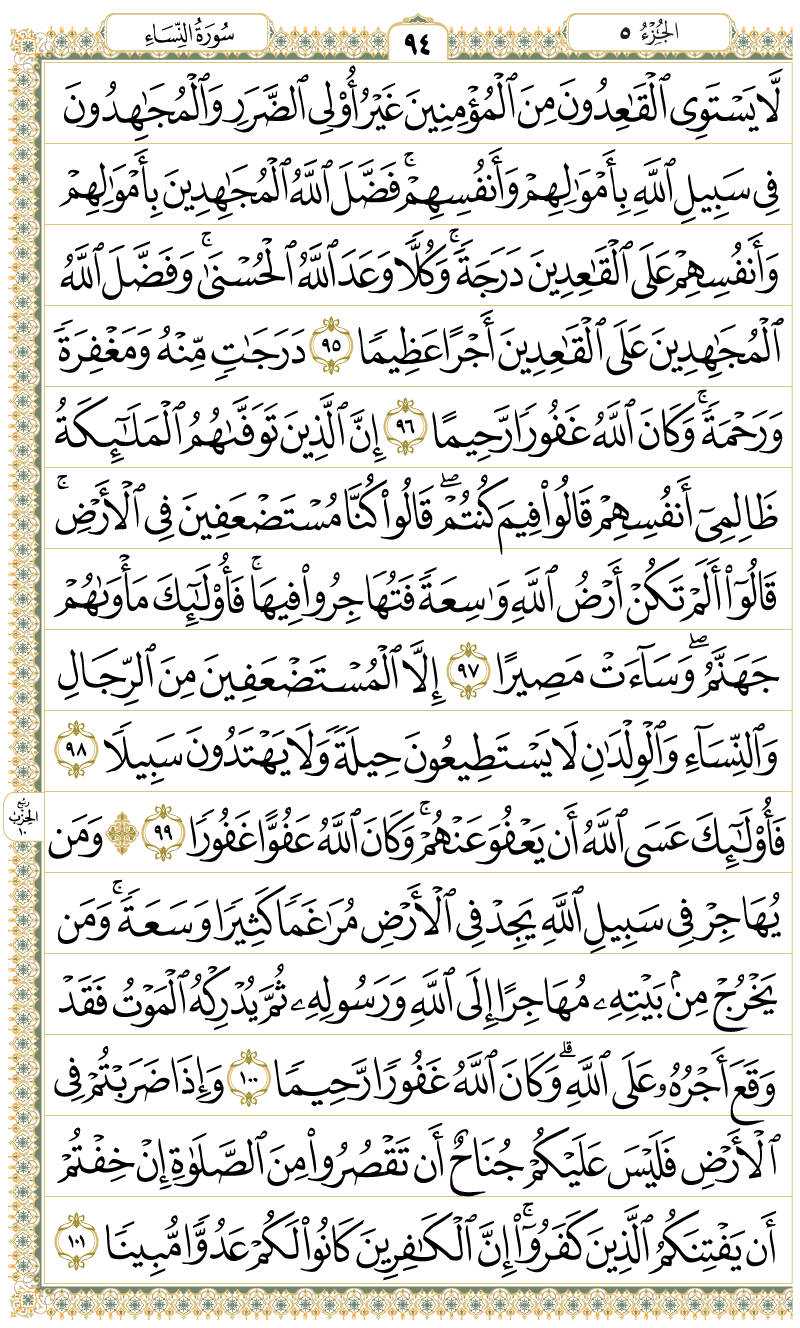 الجُزْءُ ٥
٩٤
سُورَةُ النِّسَاءِ
لَّا يَسْتَوِي ٱلْقَٰعِدُونَ مِنَ ٱلْمُؤْمِنِينَ غَيْرُ أُو۟لِي ٱلضَّرَرِ وَٱلْمُجَٰهِدُونَ
فِي سَبِيلِ ٱللَّهِ بِأَمْوَٰلِهِمْ وَأَنفُسِهِمْ ۚ فَضَّلَ ٱللَّهُ ٱلْمُجَٰهِدِينَ بِأَمْوَٰلِهِمْ
وَأَنفُسِهِمْ عَلَى ٱلْقَٰعِدِينَ دَرَجَةً ۚ وَكُلًّا وَعَدَ ٱللَّهُ ٱلْحُسْنَىٰ ۚ وَفَضَّلَ ٱللَّهُ
ٱلْمُجَٰهِدِينَ عَلَى ٱلْقَٰعِدِينَ أَجْرًا عَظِيمًا ٩٥ دَرَجَٰتٍ مِّنْهُ وَمَغْفِرَةً
وَرَحْمَةً ۚ وَكَانَ ٱللَّهُ غَفُورًا رَّحِيمًا ٩٦ إِنَّ ٱلَّذِينَ تَوَفَّىٰهُمُ ٱلْمَلَٰٓئِكَةُ
ظَالِمِيٓ أَنفُسِهِمْ قَالُوا۟ فِيمَ كُنتُمْ ۖ قَالُوا۟ كُنَّا مُسْتَضْعَفِينَ فِي ٱلْأَرْضِ ۚ
قَالُوٓا۟ أَلَمْ تَكُنْ أَرْضُ ٱللَّهِ وَٰسِعَةً فَتُهَاجِرُوا۟ فِيهَا ۚ فَأُو۟لَٰٓئِكَ مَأْوَىٰهُمْ
جَهَنَّمُ ۖ وَسَآءَتْ مَصِيرًا ٩٧ إِلَّا ٱلْمُسْتَضْعَفِينَ مِنَ ٱلرِّجَالِ
وَٱلنِّسَآءِ وَٱلْوِلْدَٰنِ لَا يَسْتَطِيعُونَ حِيلَةً وَلَا يَهْتَدُونَ سَبِيلًا ٩٨
فَأُو۟لَٰٓئِكَ عَسَى ٱللَّهُ أَن يَعْفُوَ عَنْهُمْ ۚ وَكَانَ ٱللَّهُ عَفُوًّا غَفُورًا ٩٩ ۞ وَمَن
رُبع الحِزْب ١٠
يُهَاجِرْ فِي سَبِيلِ ٱللَّهِ يَجِدْ فِي ٱلْأَرْضِ مُرَٰغَمًا كَثِيرًا وَسَعَةً ۚ وَمَن
يَخْرُجْ مِنۢ بَيْتِهِۦ مُهَاجِرًا إِلَى ٱللَّهِ وَرَسُولِهِۦ ثُمَّ يُدْرِكْهُ ٱلْمَوْتُ فَقَدْ
وَقَعَ أَجْرُهُۥ عَلَى ٱللَّهِ ۗ وَكَانَ ٱللَّهُ غَفُورًا رَّحِيمًا ١٠٠ وَإِذَا ضَرَبْتُمْ فِي
ٱلْأَرْضِ فَلَيْسَ عَلَيْكُمْ جُنَاحٌ أَن تَقْصُرُوا۟ مِنَ ٱلصَّلَوٰةِ إِنْ خِفْتُمْ
أَن يَفْتِنَكُمُ ٱلَّذِينَ كَفَرُوٓا۟ ۚ إِنَّ ٱلْكَٰفِرِينَ كَانُوا۟ لَكُمْ عَدُوًّا مُّبِينًا ١٠١